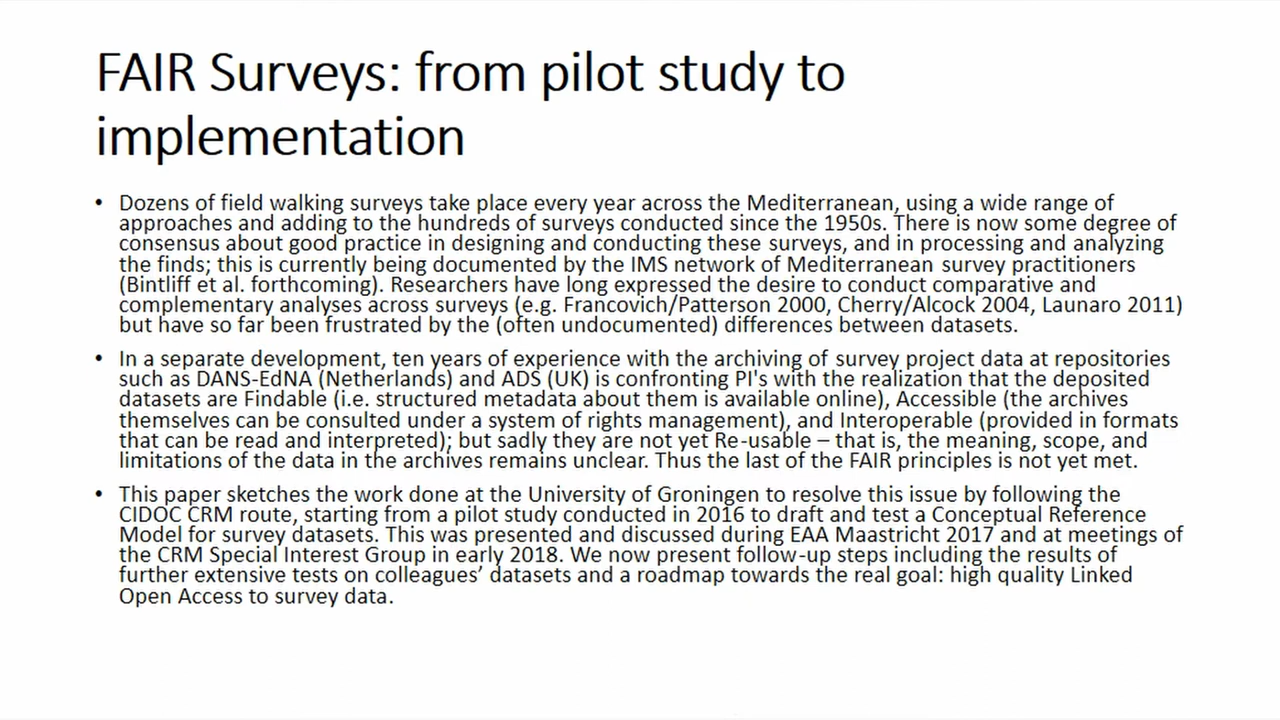 FAIR Surveys: from pilot study to
implementation
• Dozens of field walking surveys take place every year across the Mediterranean, using a wide range of
approaches and adding to the hundreds of surveys conducted since the 1950s. There is now some degree of
consensus about good practice in designing and conducting these surveys, and in processing and analyzing
the finds; this is currently being documented by the IMS network of Mediterranean survey practitioners
(Bintliff et al. forthcoming). Researchers have long expressed the desire to conduct comparative and
complementary analyses across surveys (e.g. Francovich/Patterson 2000, Cherry/Alcock 2004, Launaro 2011)
but have so far been frustrated by the (often undocumented) differences between datasets.
• In a separate development, ten years of experience with the archiving of survey project data at repositories
such as DANS-EdNA (Netherlands) and ADS (UK) is confronting PI's with the realization that the deposited
datasets are Findable (i.e. structured metadata about them is available online), Accessible (the archives
themselves can be consulted under a system of rights management), and Interoperable (provided in formats
that can be read and interpreted); but sadly they are not yet Re-usable – that is, the meaning, scope, and
limitations of the data in the archives remains unclear. Thus the last of the FAIR principles is not yet met.
• This paper sketches the work done at the University of Groningen to resolve this issue by following the
CIDOC CRM route, starting from a pilot study conducted in 2016 to draft and test a Conceptual Reference
Model for survey datasets. This was presented and discussed during EAA Maastricht 2017 and at meetings of
the CRM Special Interest Group in early 2018. We now present follow-up steps including the results of
further extensive tests on colleagues’ datasets and a roadmap towards the real goal: high quality Linked
Open Access to survey data.